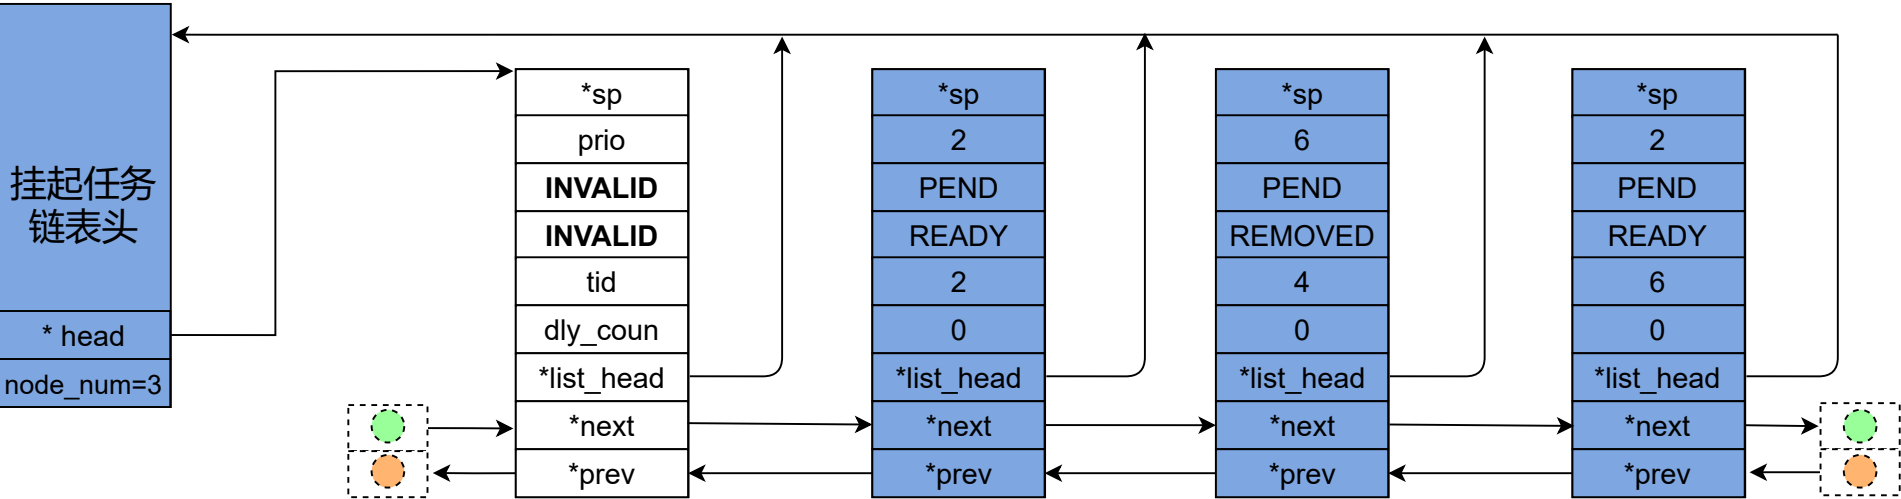 挂起任务
链表头
* head
node_num=3
*sp
prio
INVALID
INVALID
tid
dly_coun
*list_head
*next
*prev
*sp
2
PEND
READY
2
0
*list_head
*next
*prev
*sp
6
PEND
REMOVED
4
0
*list_head
*next
*prev
*sp
2
PEND
READY
6
0
*list_head
*next
*prev